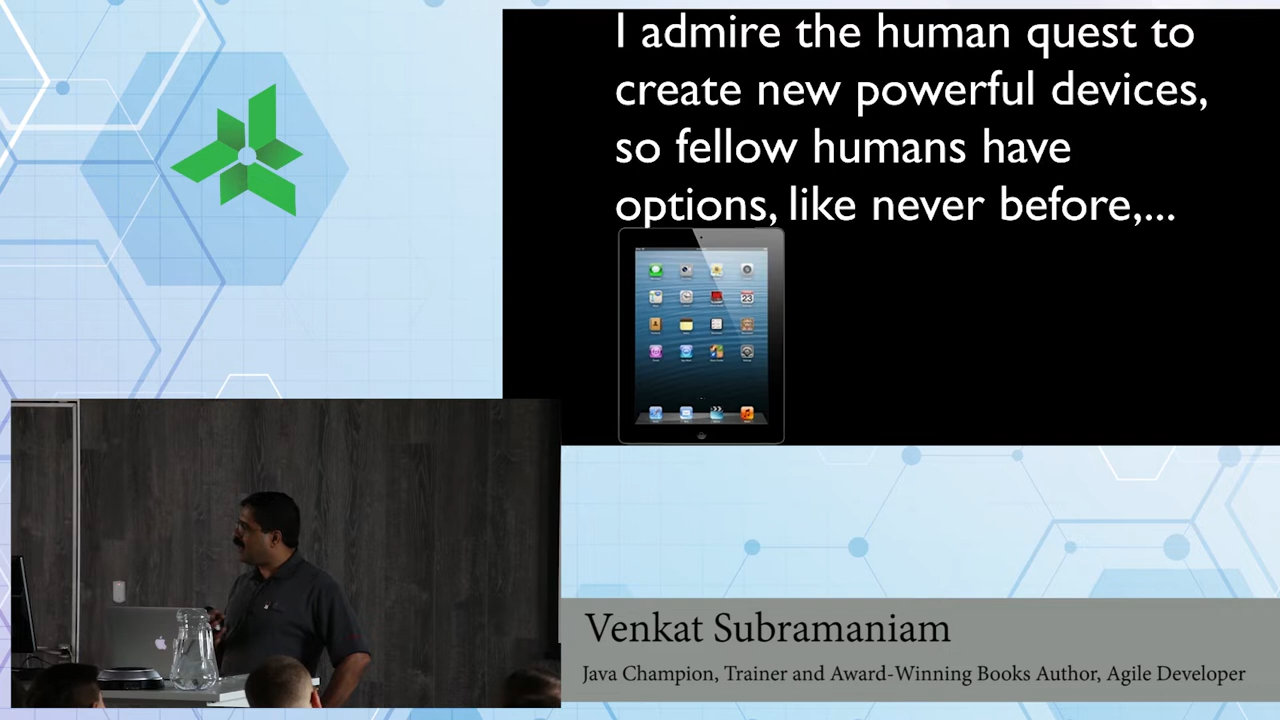 I admire the human quest to
create new powerful devices,
so fellow humans have
options, like never before,...
23
Venkat Subramaniam
Java Champion, Trainer and Award-Winning Books Author, Agile Developer